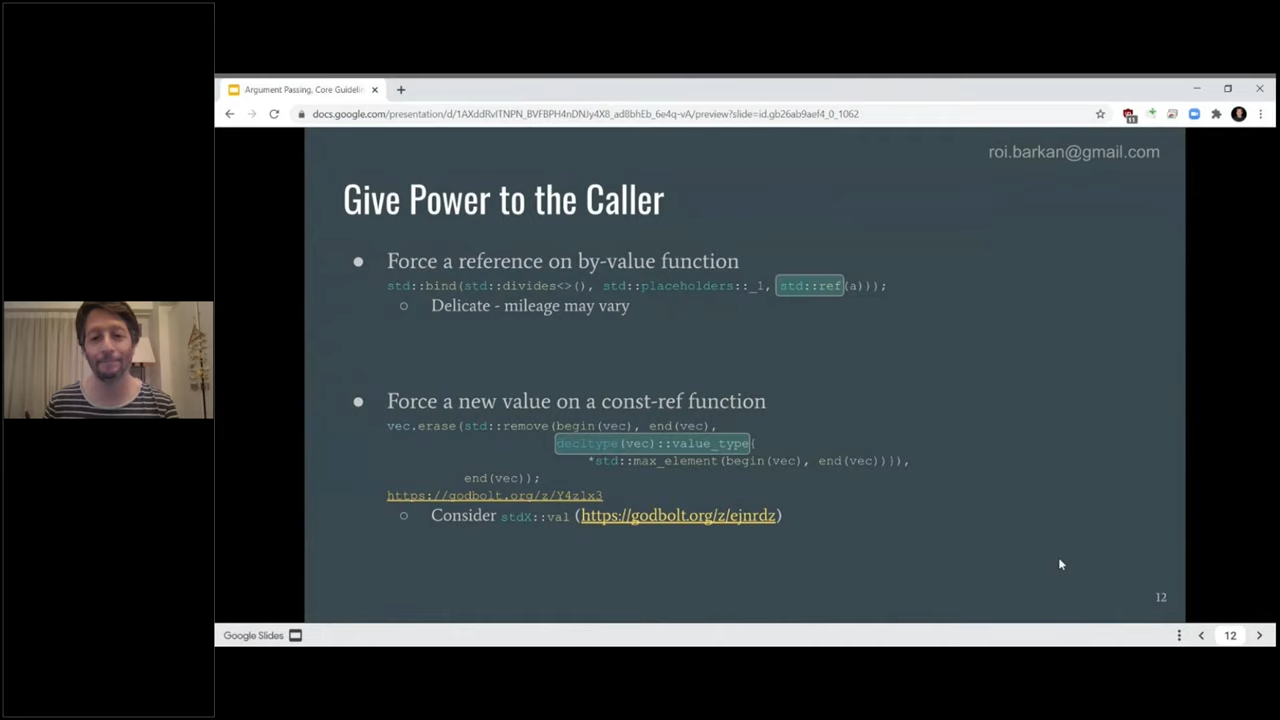 Argument Passing, Core Guidelin
docs.google.com/presentation/d/1AXddRvITNPN_BVFBPH4nDNJy4X8_ad8bhEb_6e4q-vA/preview?slide=id.gb26ab9aef4_0_1062
11
roi.barkan@gmail.com
Give Power to the Caller
● Force a reference on by-value function
std::bind(std::divides<>(), std::placeholders::_1, std::ref(a)));
○ Delicate - mileage may vary
● Force a new value on a const-ref function
vec.erase(std::remove(begin(vec), end(vec),
decltype(vec)::value_type{
*std::max_element(begin(vec), end(vec))}),
end(vec));
https://godbolt.org/z/Y4z1x3
○ Consider stdX::val (https://godbolt.org/z/ejnrdz)
12
Google Slides
12